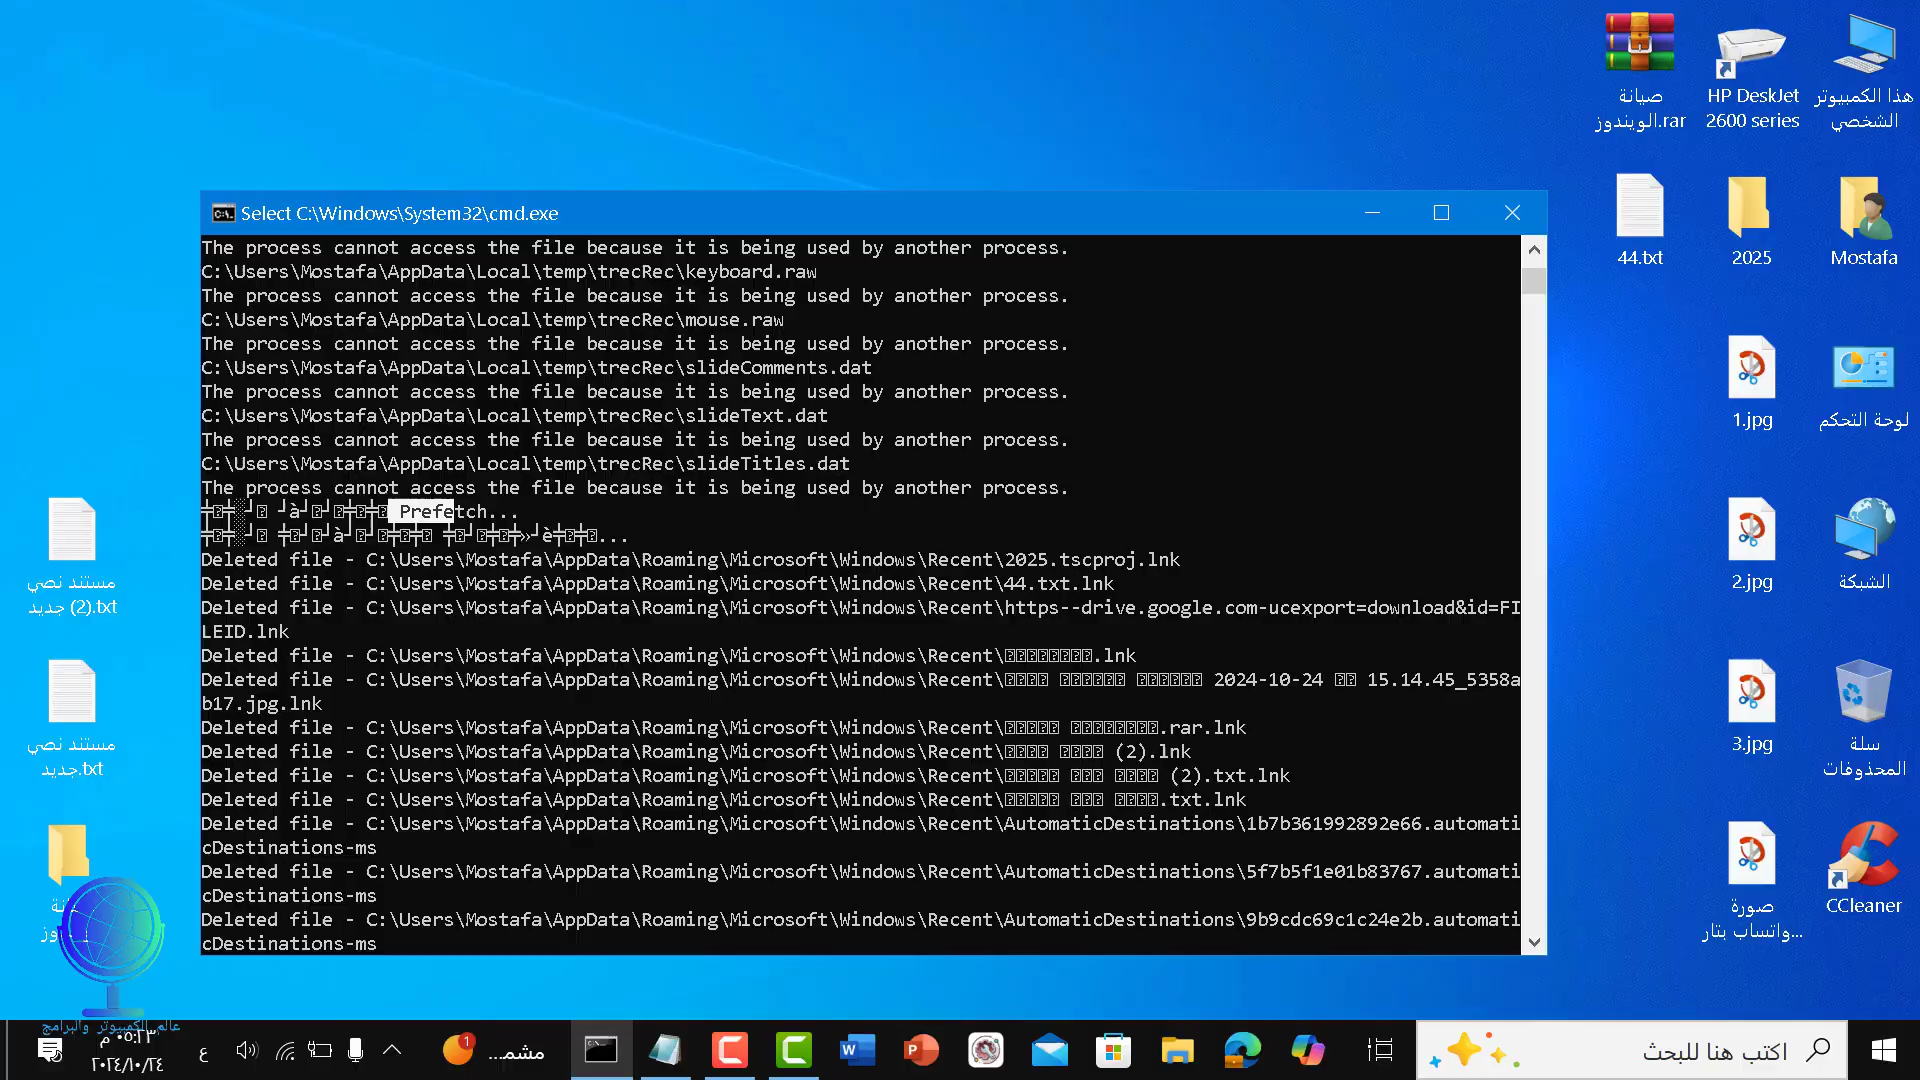 Select C:\Windows\System32\cmd.exe
The process cannot access the file because it is being used by another process.
C:\Users\Mostafa\AppData\Local\temp\trecRec\keyboard.raw
The process cannot access the file because it is being used by another process.
C:\Users\Mostafa\AppData\Local\temp\trecRec\mouse.raw
The process cannot access the file because it is being used by another process.
C:\Users\Mostafa\AppData\Local\temp\trecRec\slideComments.dat
The process cannot access the file because it is being used by another process.
C:\Users\Mostafa\AppData\Local\temp\trecRec\slideText.dat
The process cannot access the file because it is being used by another process.
C:\Users\Mostafa\AppData\Local\temp\trecRec\slideTitles.dat
The process cannot access the file because it is being used by another process.
Prefetch...
Deleted file - C:\Users\Mostafa\AppData\Roaming\Microsoft\Windows\Recent\2025.tscproj.lnk
Deleted file - C:\Users\Mostafa\AppData\Roaming\Microsoft\Windows\Recent\44.txt.lnk
Deleted file - C:\Users\Mostafa\AppData\Roaming\Microsoft\Windows\Recent\https--drive.google.com-ucexport=download&id=FI
LEID.lnk
Deleted file - C:\Users\Mostafa\AppData\Roaming\Microsoft\Windows\Recent\.lnk
Deleted file - C:\Users\Mostafa\AppData\Roaming\Microsoft\Windows\Recent\ 2024-10-24 15.14.45_5358a
b17.jpg.lnk
Deleted file - C:\Users\Mostafa\AppData\Roaming\Microsoft\Windows\Recent\ .rar.lnk
Deleted file - C:\Users\Mostafa\AppData\Roaming\Microsoft\Windows\Recent\ (2).lnk
Deleted file - C:\Users\Mostafa\AppData\Roaming\Microsoft\Windows\Recent\ (2).txt.lnk
Deleted file - C:\Users\Mostafa\AppData\Roaming\Microsoft\Windows\Recent\ .txt.lnk
Deleted file - C:\Users\Mostafa\AppData\Roaming\Microsoft\Windows\Recent\AutomaticDestinations\1b7b361992892e66.automati
cDestinations-ms
Deleted file - C:\Users\Mostafa\AppData\Roaming\Microsoft\Windows\Recent\AutomaticDestinations\5f7b5f1e01b83767.automati
cDestinations-ms
Deleted file - C:\Users\Mostafa\AppData\Roaming\Microsoft\Windows\Recent\AutomaticDestinations\9b9cdc69c1c24e2b.automati
cDestinations-ms
هذا الكمبيوتر
الشخصي
HP DeskJet
2600 series
صيانة
الويندوز.rar
Mostafa
2025
44.txt
لوحة التحكم
1.jpg
الشبكة
2.jpg
سلة
المحذوفات
3.jpg
CCleaner
صورة
واتساب بتار...
مستند نصي
جديد (2).txt
مستند نصي
جديد.txt
عالم الكمبيوتر والبرامج
اكتب هنا للبحث
مشم...
1
ع
٠٥:٢٣ م
٢٠٢٤/١٠/٢٤